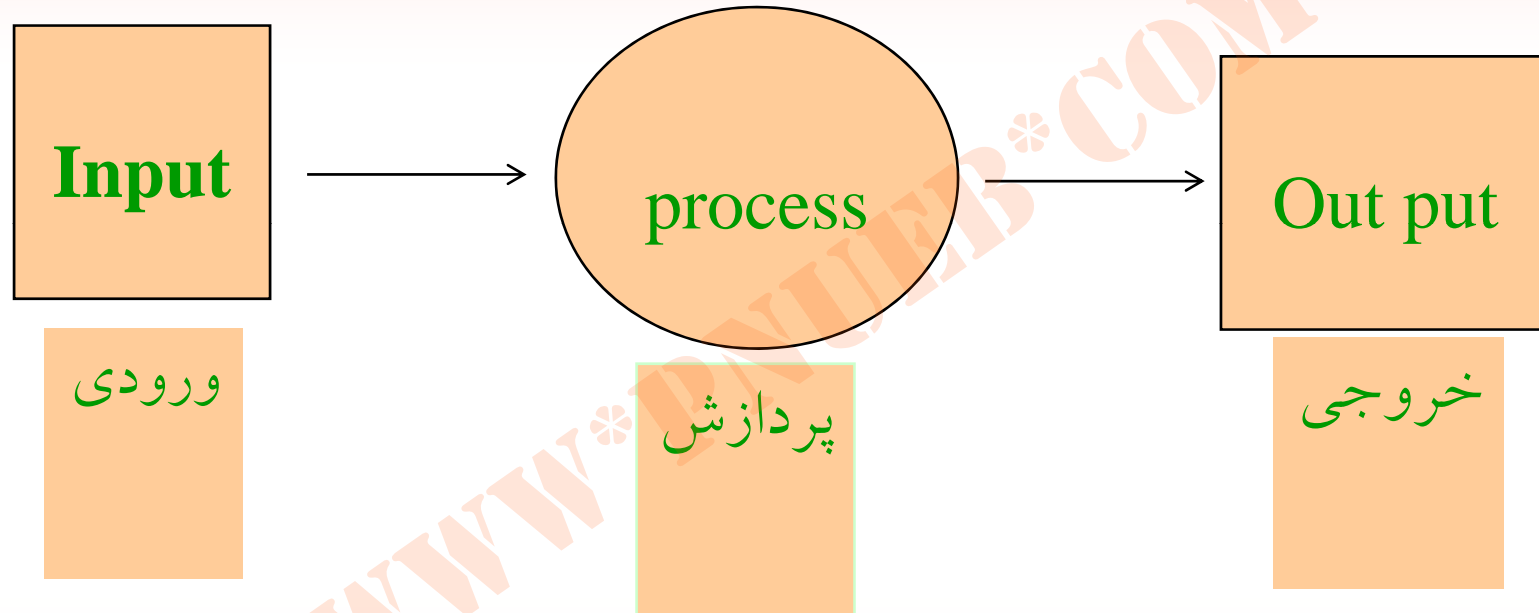 Input
process
Out put
ورودی
پردازش
خروجی
WWW*PNUEB*COM